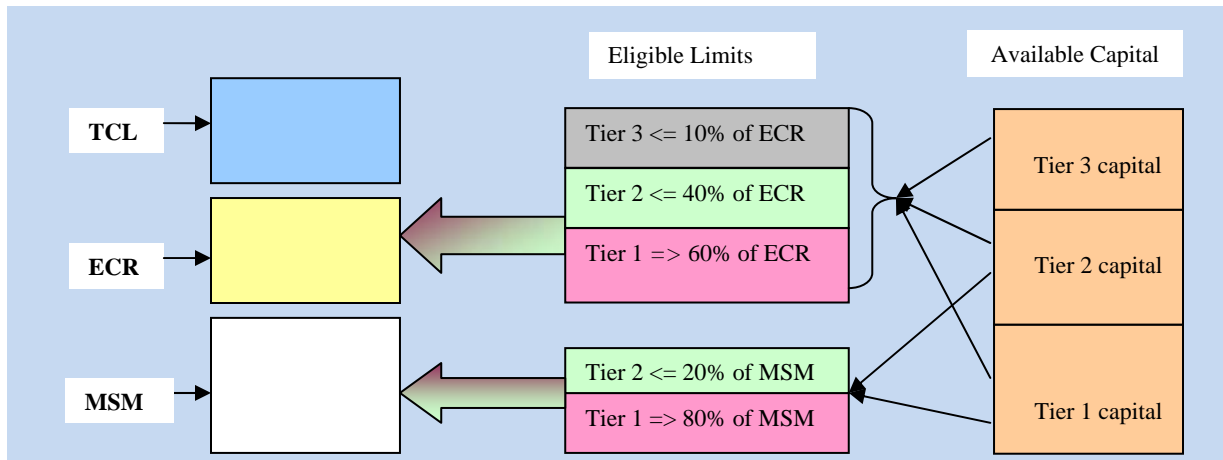 Eligible Limits
Available Capital
TCL
ECR
MSM
Tier 3 <= 10% of ECR
Tier 2 <= 40% of ECR
Tier 1 => 60% of ECR
Tier 2 <= 20% of MSM
Tier 1 => 80% of MSM
Tier 3 capital
Tier 2 capital
Tier 1 capital